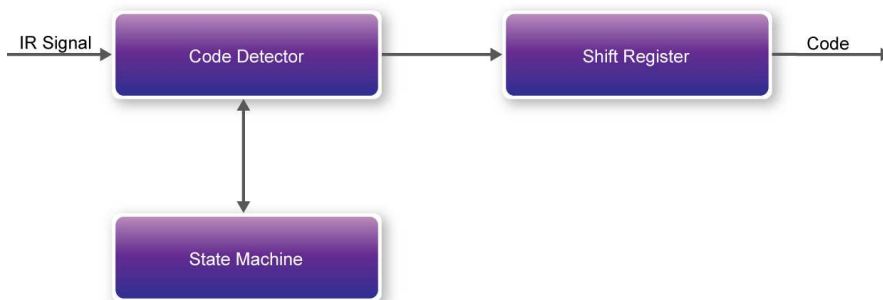 IR Signal
Code Detector
Shift Register
Code
State Machine